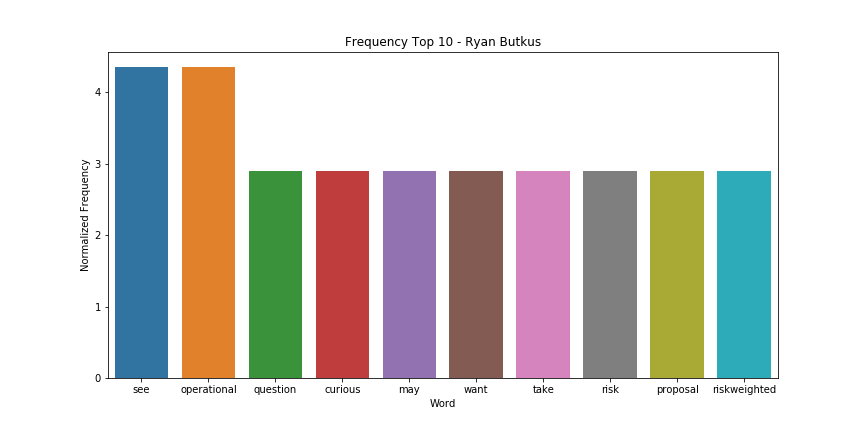 Frequency Top 10 - Ryan Butkus
Normalized Frequency
4
3
2
1
0
see operational question curious may want take risk proposal riskweighted
Word